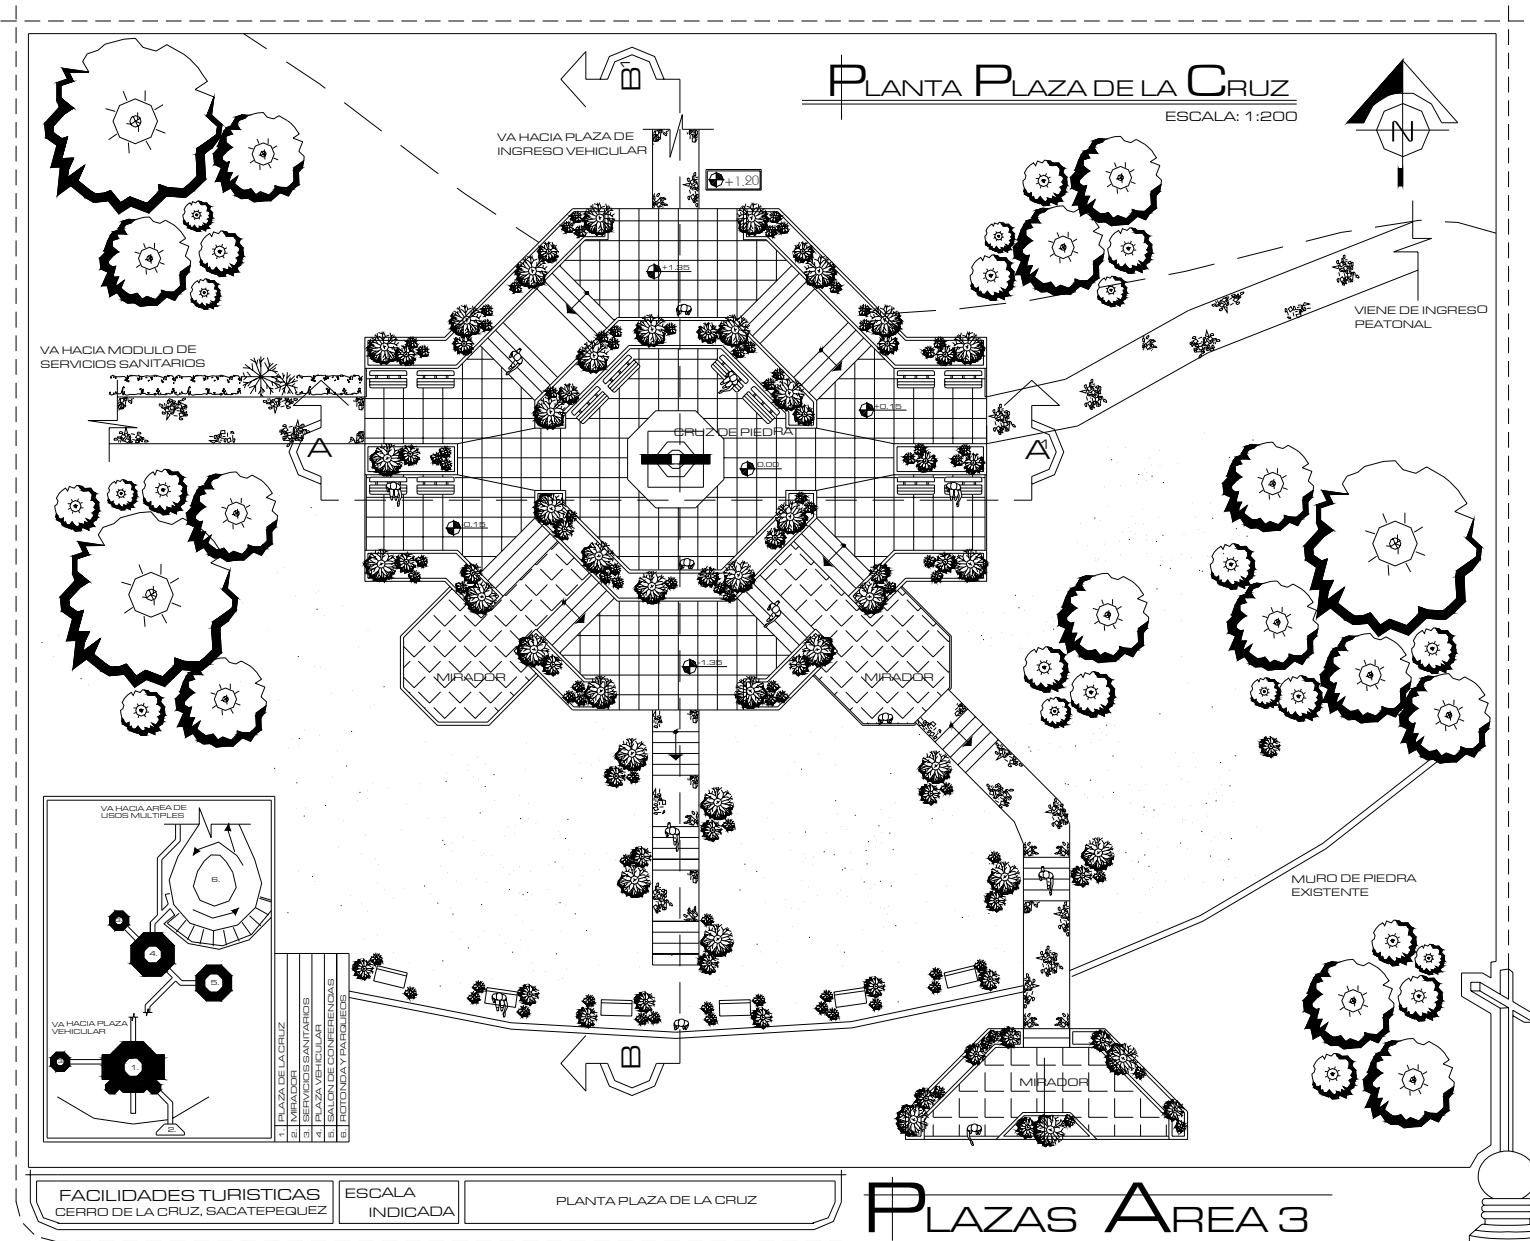 PLANTA PLAZA DE LA CRUZ
ESCALA: 1:200
N
B'
VA HACIA PLAZA DE
INGRESO VEHICULAR
+1.20
+1.35
VIENE DE INGRESO
PEATONAL
VA HACIA MODULO DE
SERVICIOS SANITARIOS
+0.15
CRUZ DE PIEDRA
A
A'
0.00
-0.15
-1.35
MIRADOR
MIRADOR
VA HACIA AREA DE
USOS MULTIPLES
6.
3.
4.
5.
VA HACIA PLAZA
VEHICULAR
1.
2.
1. PLAZA DE LA CRUZ
2. MIRADOR
3. SERVICIOS SANITARIOS
4. PLAZA VEHICULAR
5. SALON DE CONFERENCIAS
6. ROTONDA Y PARQUEOS
MURO DE PIEDRA
EXISTENTE
B
MIRADOR
FACILIDADES TURISTICAS
CERRO DE LA CRUZ, SACATEPEQUEZ
ESCALA
INDICADA
PLANTA PLAZA DE LA CRUZ
PLAZAS AREA 3